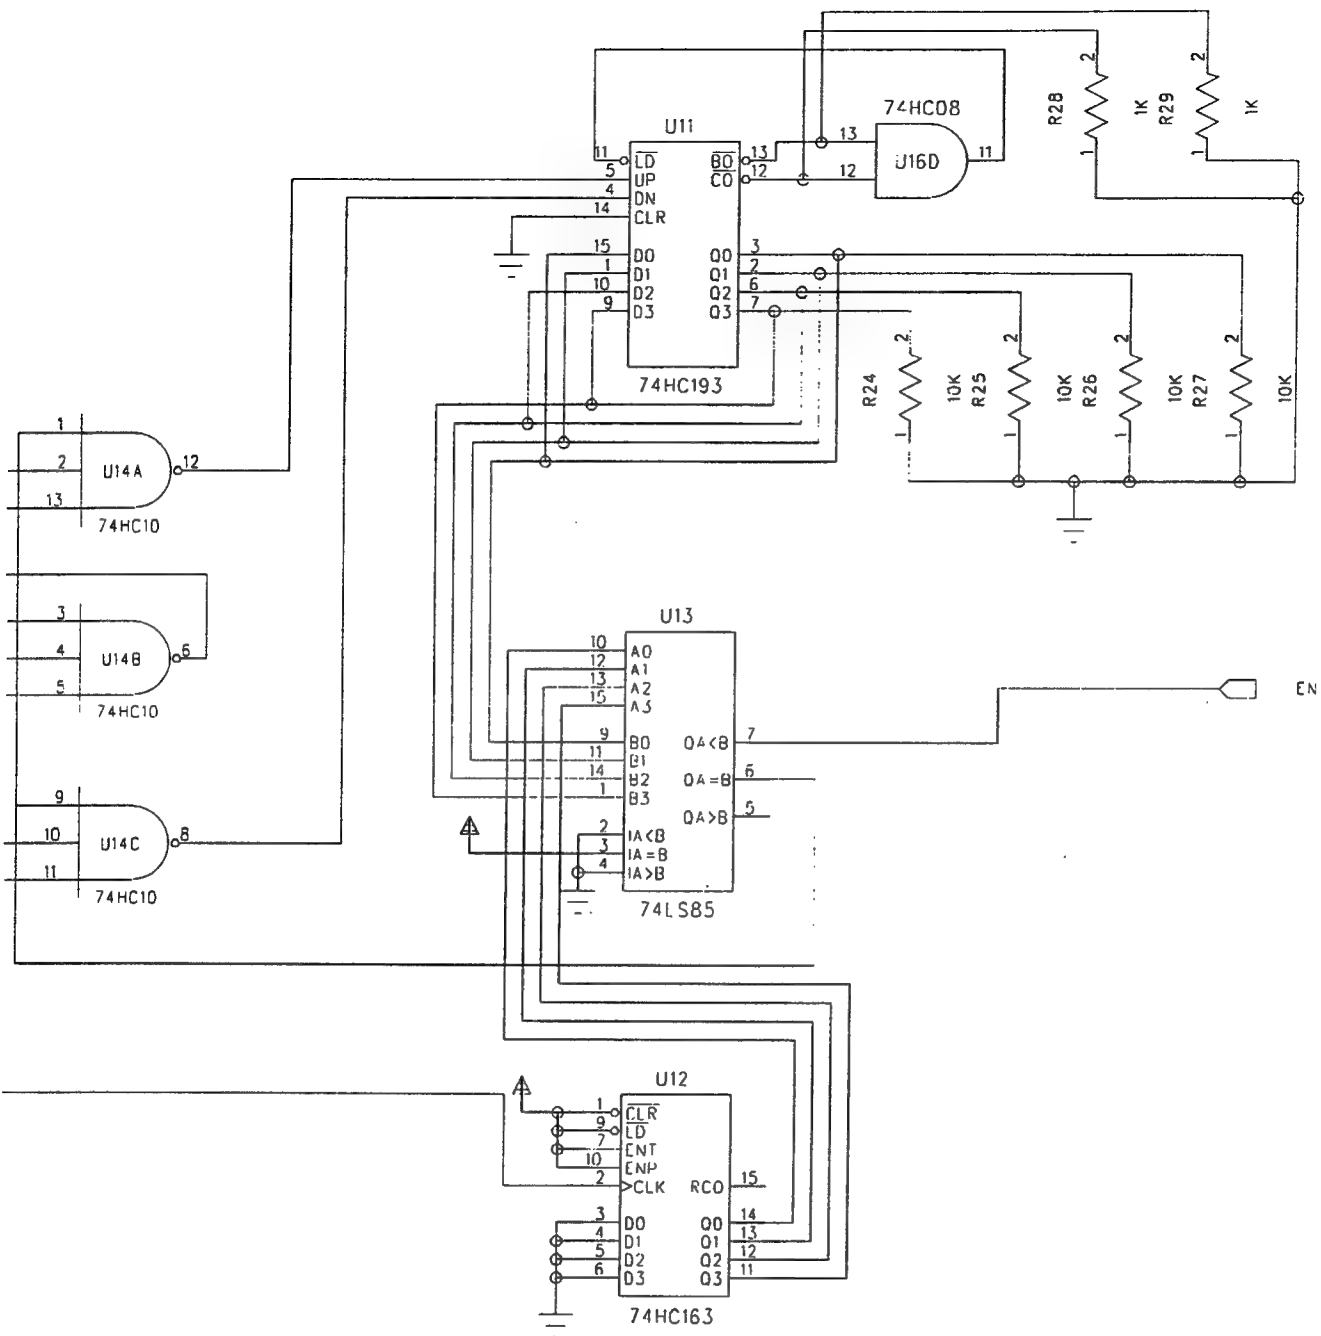 74HC08
R28
2
1K
1
R29
2
1K
1
U11
11 LD
5 UP
4 DN
14 CLR
15 D0
1 D1
10 D2
9 D3
BO 13
CO 12
Q0 3
Q1 2
Q2 6
Q3 7
74HC193
13
12
U16D
11
R24
2
10K
1
R25
2
10K
1
R26
2
10K
1
R27
2
10K
1
1
2
13
U14A
12
74HC10
3
4
5
U14B
6
74HC10
9
10
11
U14C
8
74HC10
U13
10 A0
12 A1
13 A2
15 A3
9 B0
11 B1
14 B2
1 B3
2 IA<B
3 IA=B
4 IA>B
QA<B 7
QA=B 6
QA>B 5
74LS85
EN
U12
1 CLR
9 LD
7 ENT
10 ENP
2 >CLK
3 D0
4 D1
5 D2
6 D3
RCO 15
Q0 14
Q1 13
Q2 12
Q3 11
74HC163